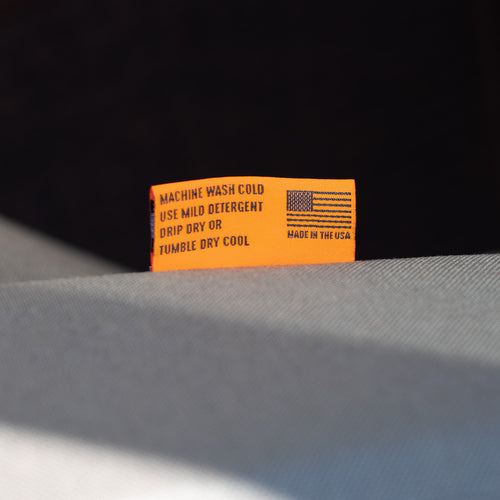 MACHINE WASH COLD
USE MILD DETERGENT
DRIP DRY OR
TUMBLE DRY COOL
MADE IN THE USA